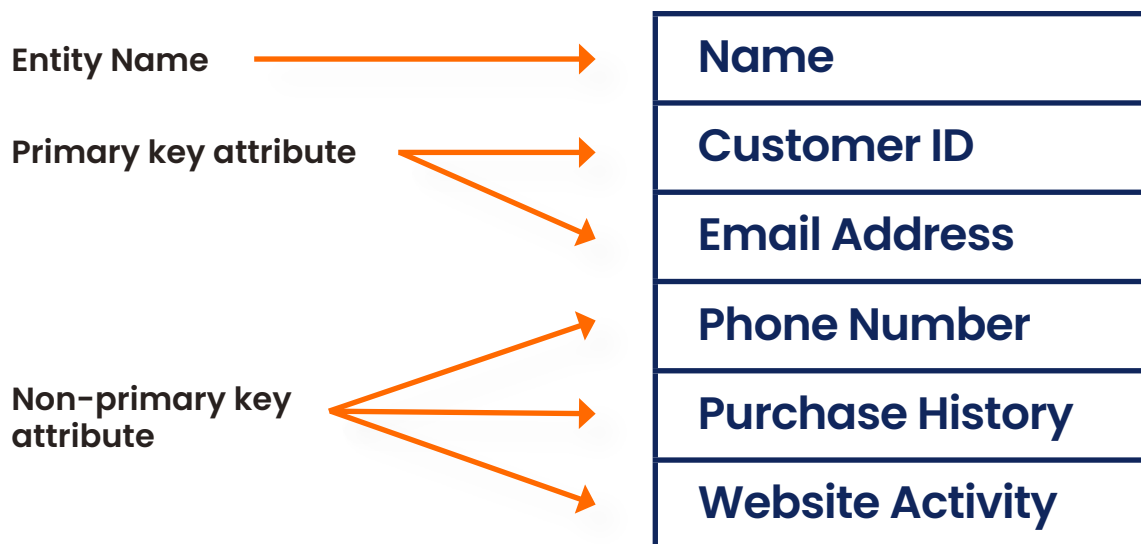 Entity Name
Name
Primary key attribute
Customer ID
Email Address
Phone Number
Non-primary key
attribute
Purchase History
Website Activity